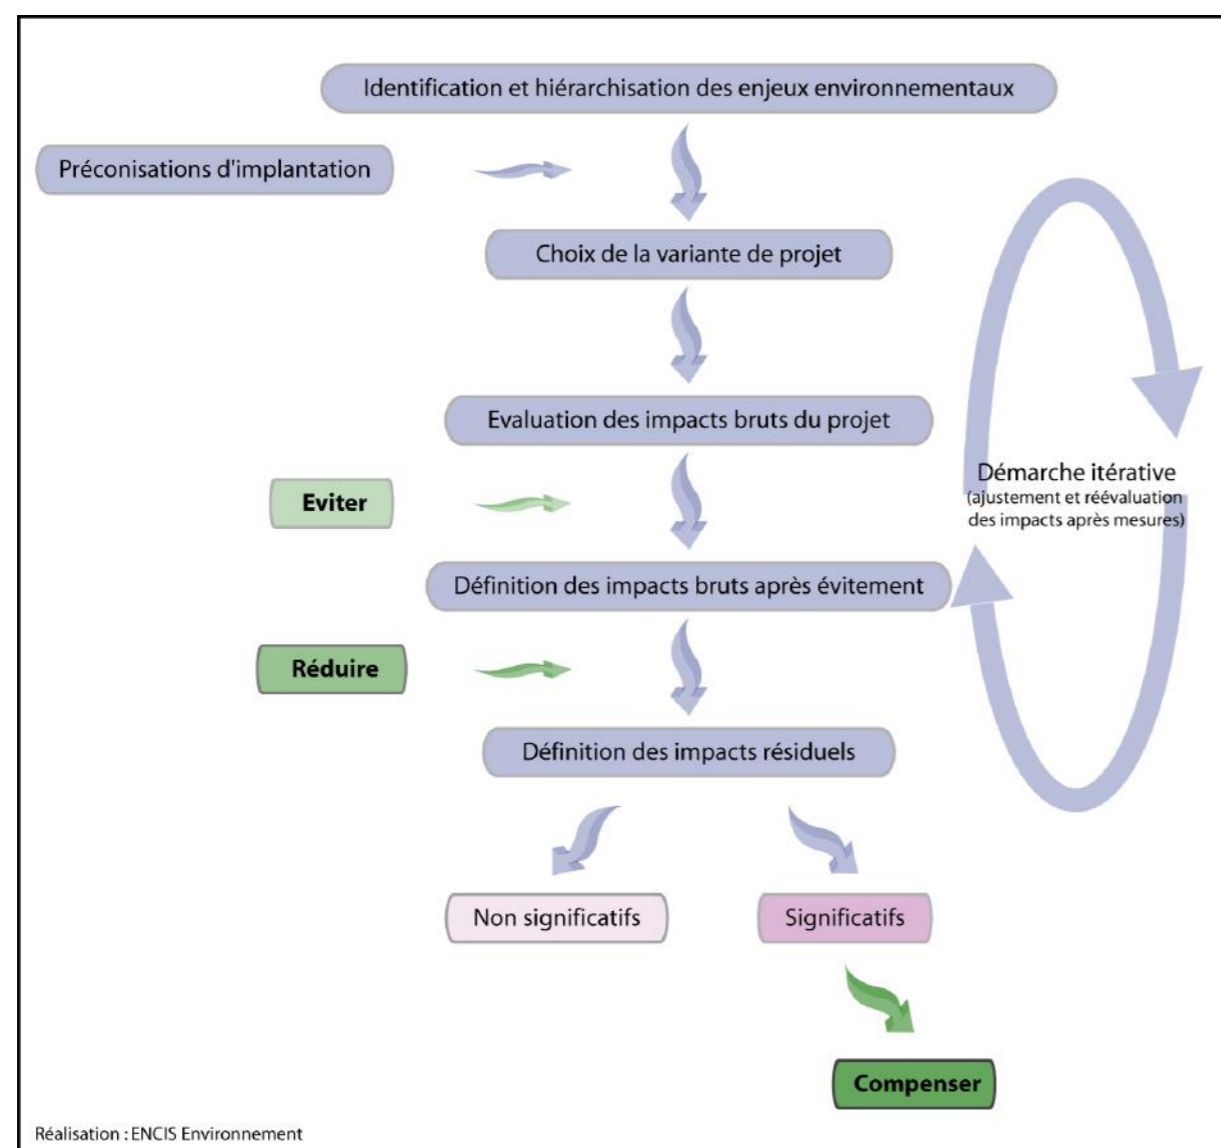 Identification et hiérarchisation des enjeux environnementaux
Préconisations d'implantation
Choix de la variante de projet
Evaluation des impacts bruts du projet
Démarche itérative
(ajustement et réévaluation
des impacts après mesures)
Eviter
Définition des impacts bruts après évitement
Réduire
Définition des impacts résiduels
Non significatifs
Significatifs
Compenser
Réalisation : ENCIS Environnement